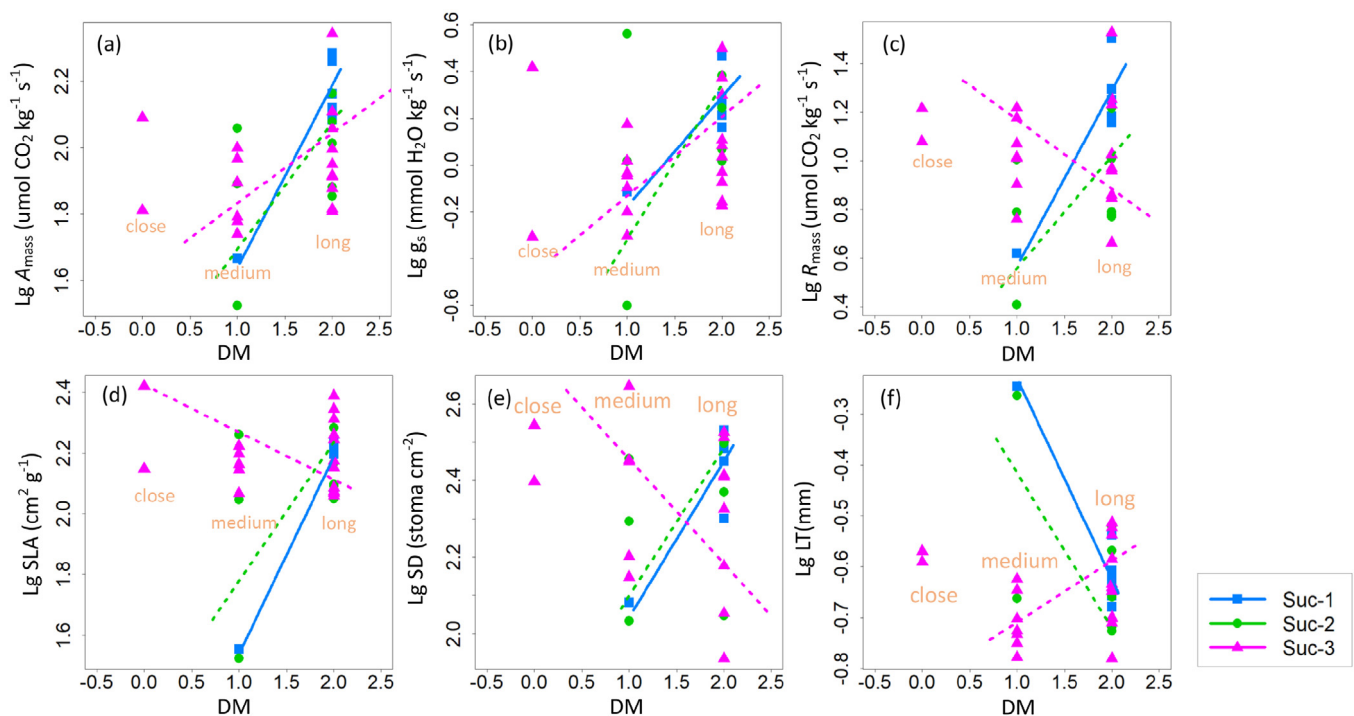 (a)
Lg Amass (umol CO2 kg-1 s-1)
2.2
2.0
1.8
1.6
close
medium
long
-0.5 0.0 0.5 1.0 1.5 2.0 2.5
DM
(b)
Lg gs (mmol H2O kg-1 s-1)
0.6
0.4
0.2
0.0
-0.2
-0.6
close
medium
long
-0.5 0.0 0.5 1.0 1.5 2.0 2.5
DM
(c)
Lg Rmass (umol CO2 kg-1 s-1)
1.4
1.2
1.0
0.8
0.6
0.4
close
medium
long
-0.5 0.0 0.5 1.0 1.5 2.0 2.5
DM
(d)
Lg SLA (cm2 g-1)
2.4
2.2
2.0
1.8
1.6
close
medium
long
-0.5 0.0 0.5 1.0 1.5 2.0 2.5
DM
(e)
Lg SD (stoma cm-2)
2.6
2.4
2.2
2.0
close
medium
long
-0.5 0.0 0.5 1.0 1.5 2.0 2.5
DM
(f)
Lg LT(mm)
-0.3
-0.4
-0.5
-0.6
-0.7
-0.8
close
medium
long
-0.5 0.0 0.5 1.0 1.5 2.0 2.5
DM
Suc-1
Suc-2
Suc-3